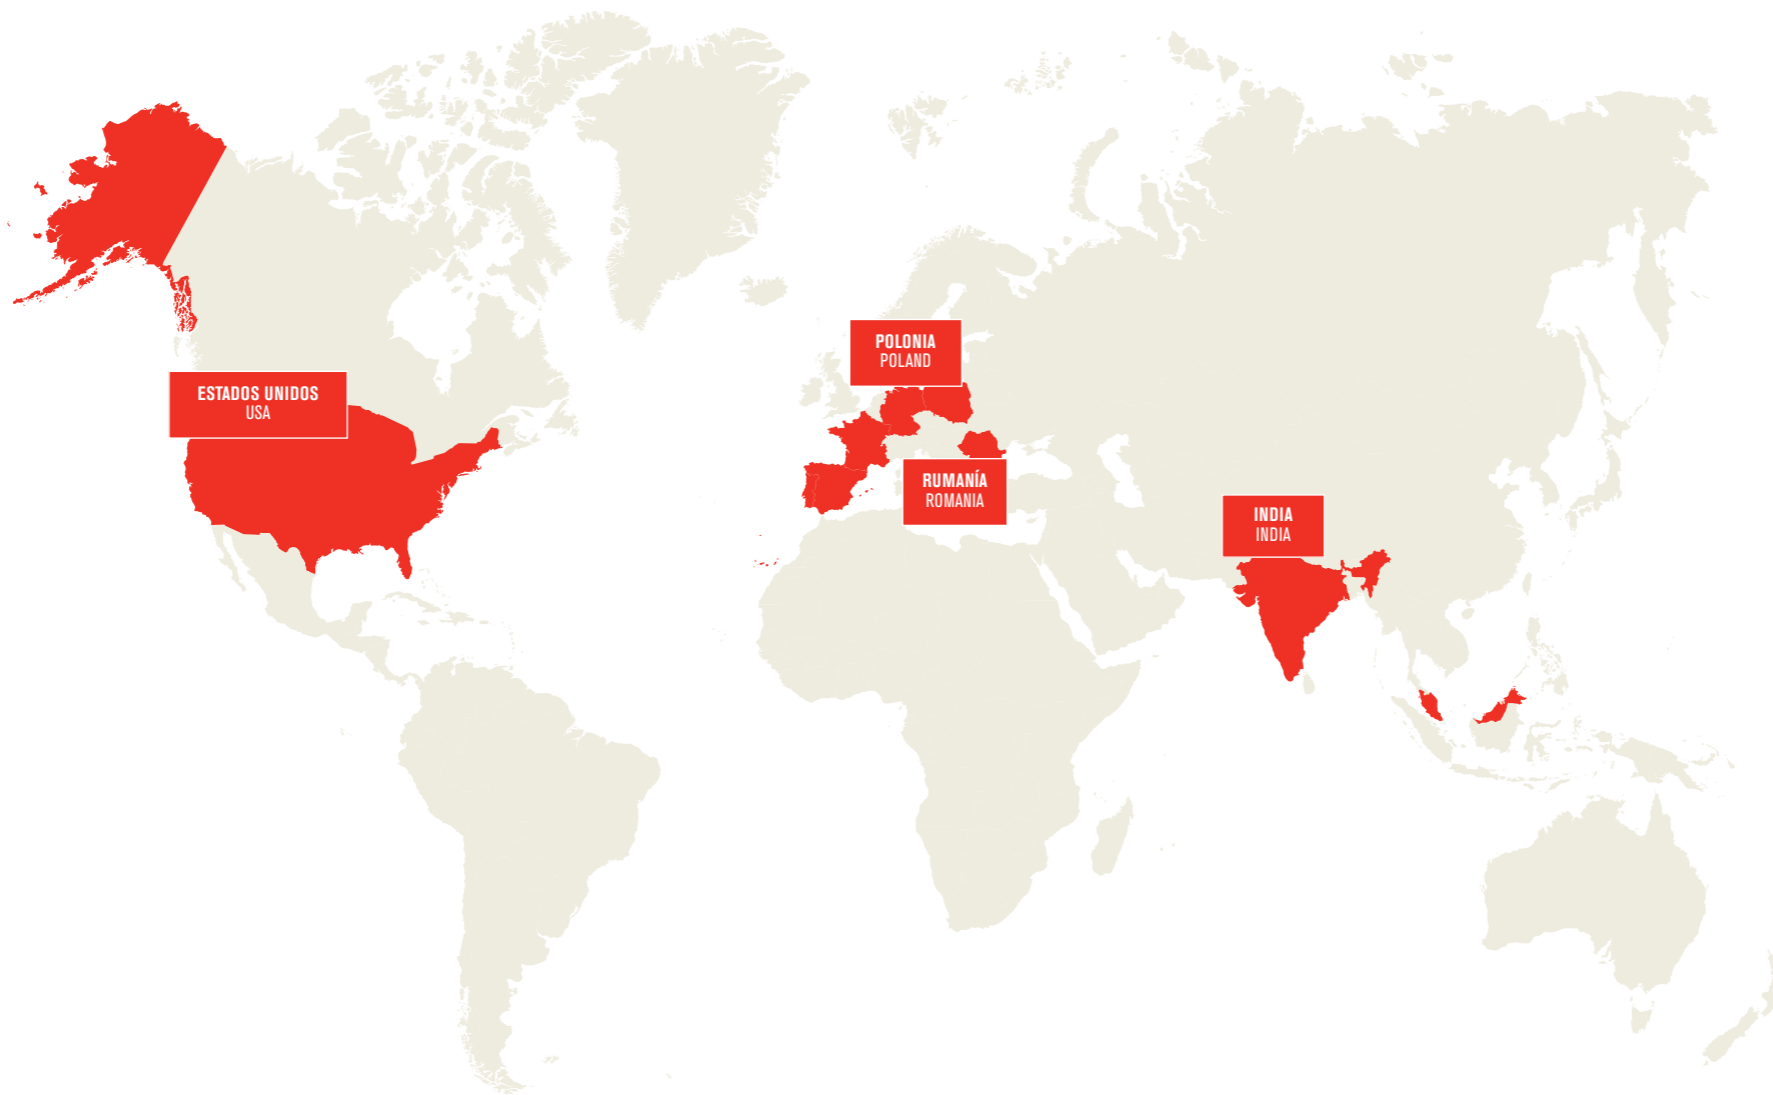 POLONIA
POLAND
ESTADOS UNIDOS
USA
RUMANÍA
ROMANIA
INDIA
INDIA